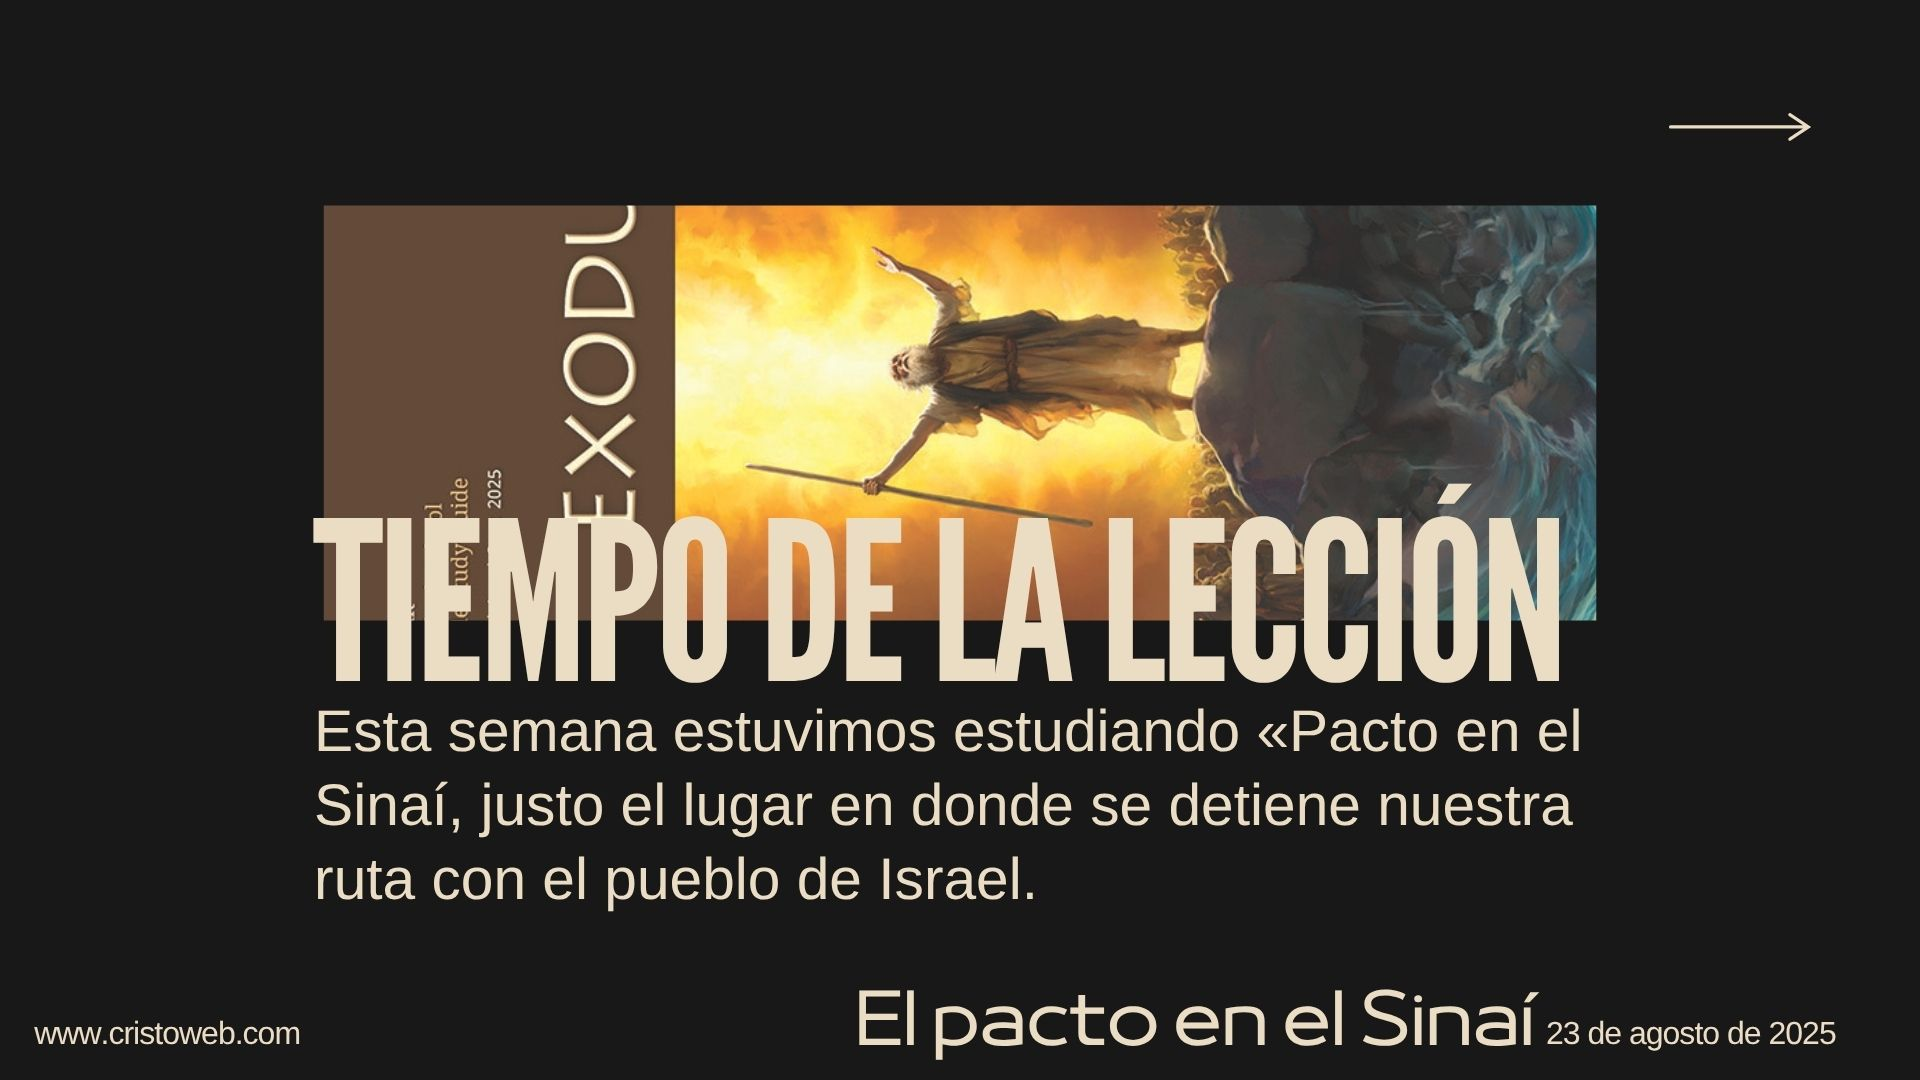 EXODU
2025
TIEMPO DE LA LECCIÓN
Esta semana estuvimos estudiando «Pacto en el
Sinaí, justo el lugar en donde se detiene nuestra
ruta con el pueblo de Israel.
www.cristoweb.com
El pacto en el Sinaí 23 de agosto de 2025